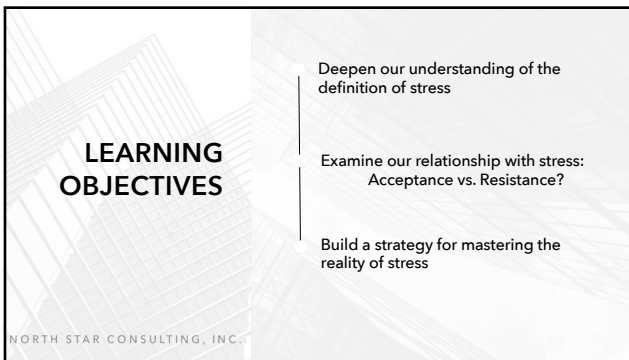 LEARNING
OBJECTIVES
Deepen our understanding of the
definition of stress
Examine our relationship with stress:
Acceptance vs. Resistance?
Build a strategy for mastering the
reality of stress
NORTH STAR CONSULTING, INC.